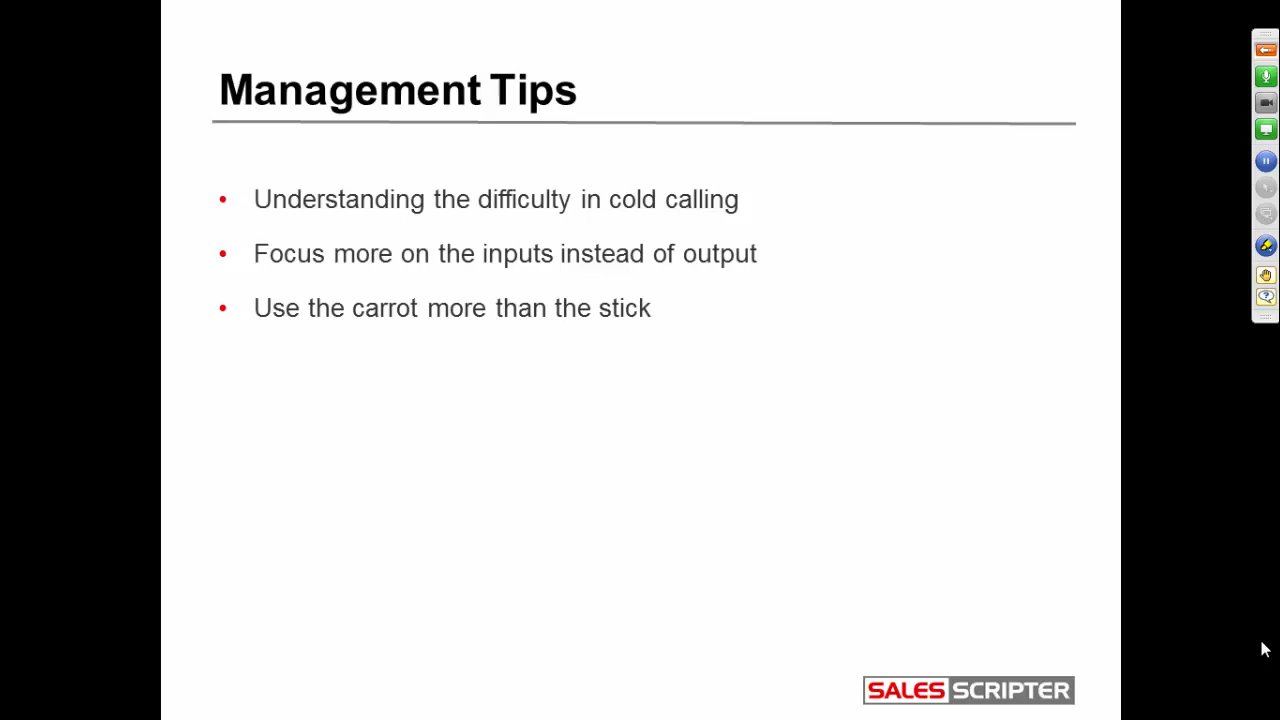 Management Tips
• Understanding the difficulty in cold calling
• Focus more on the inputs instead of output
• Use the carrot more than the stick
SALES SCRIPTER